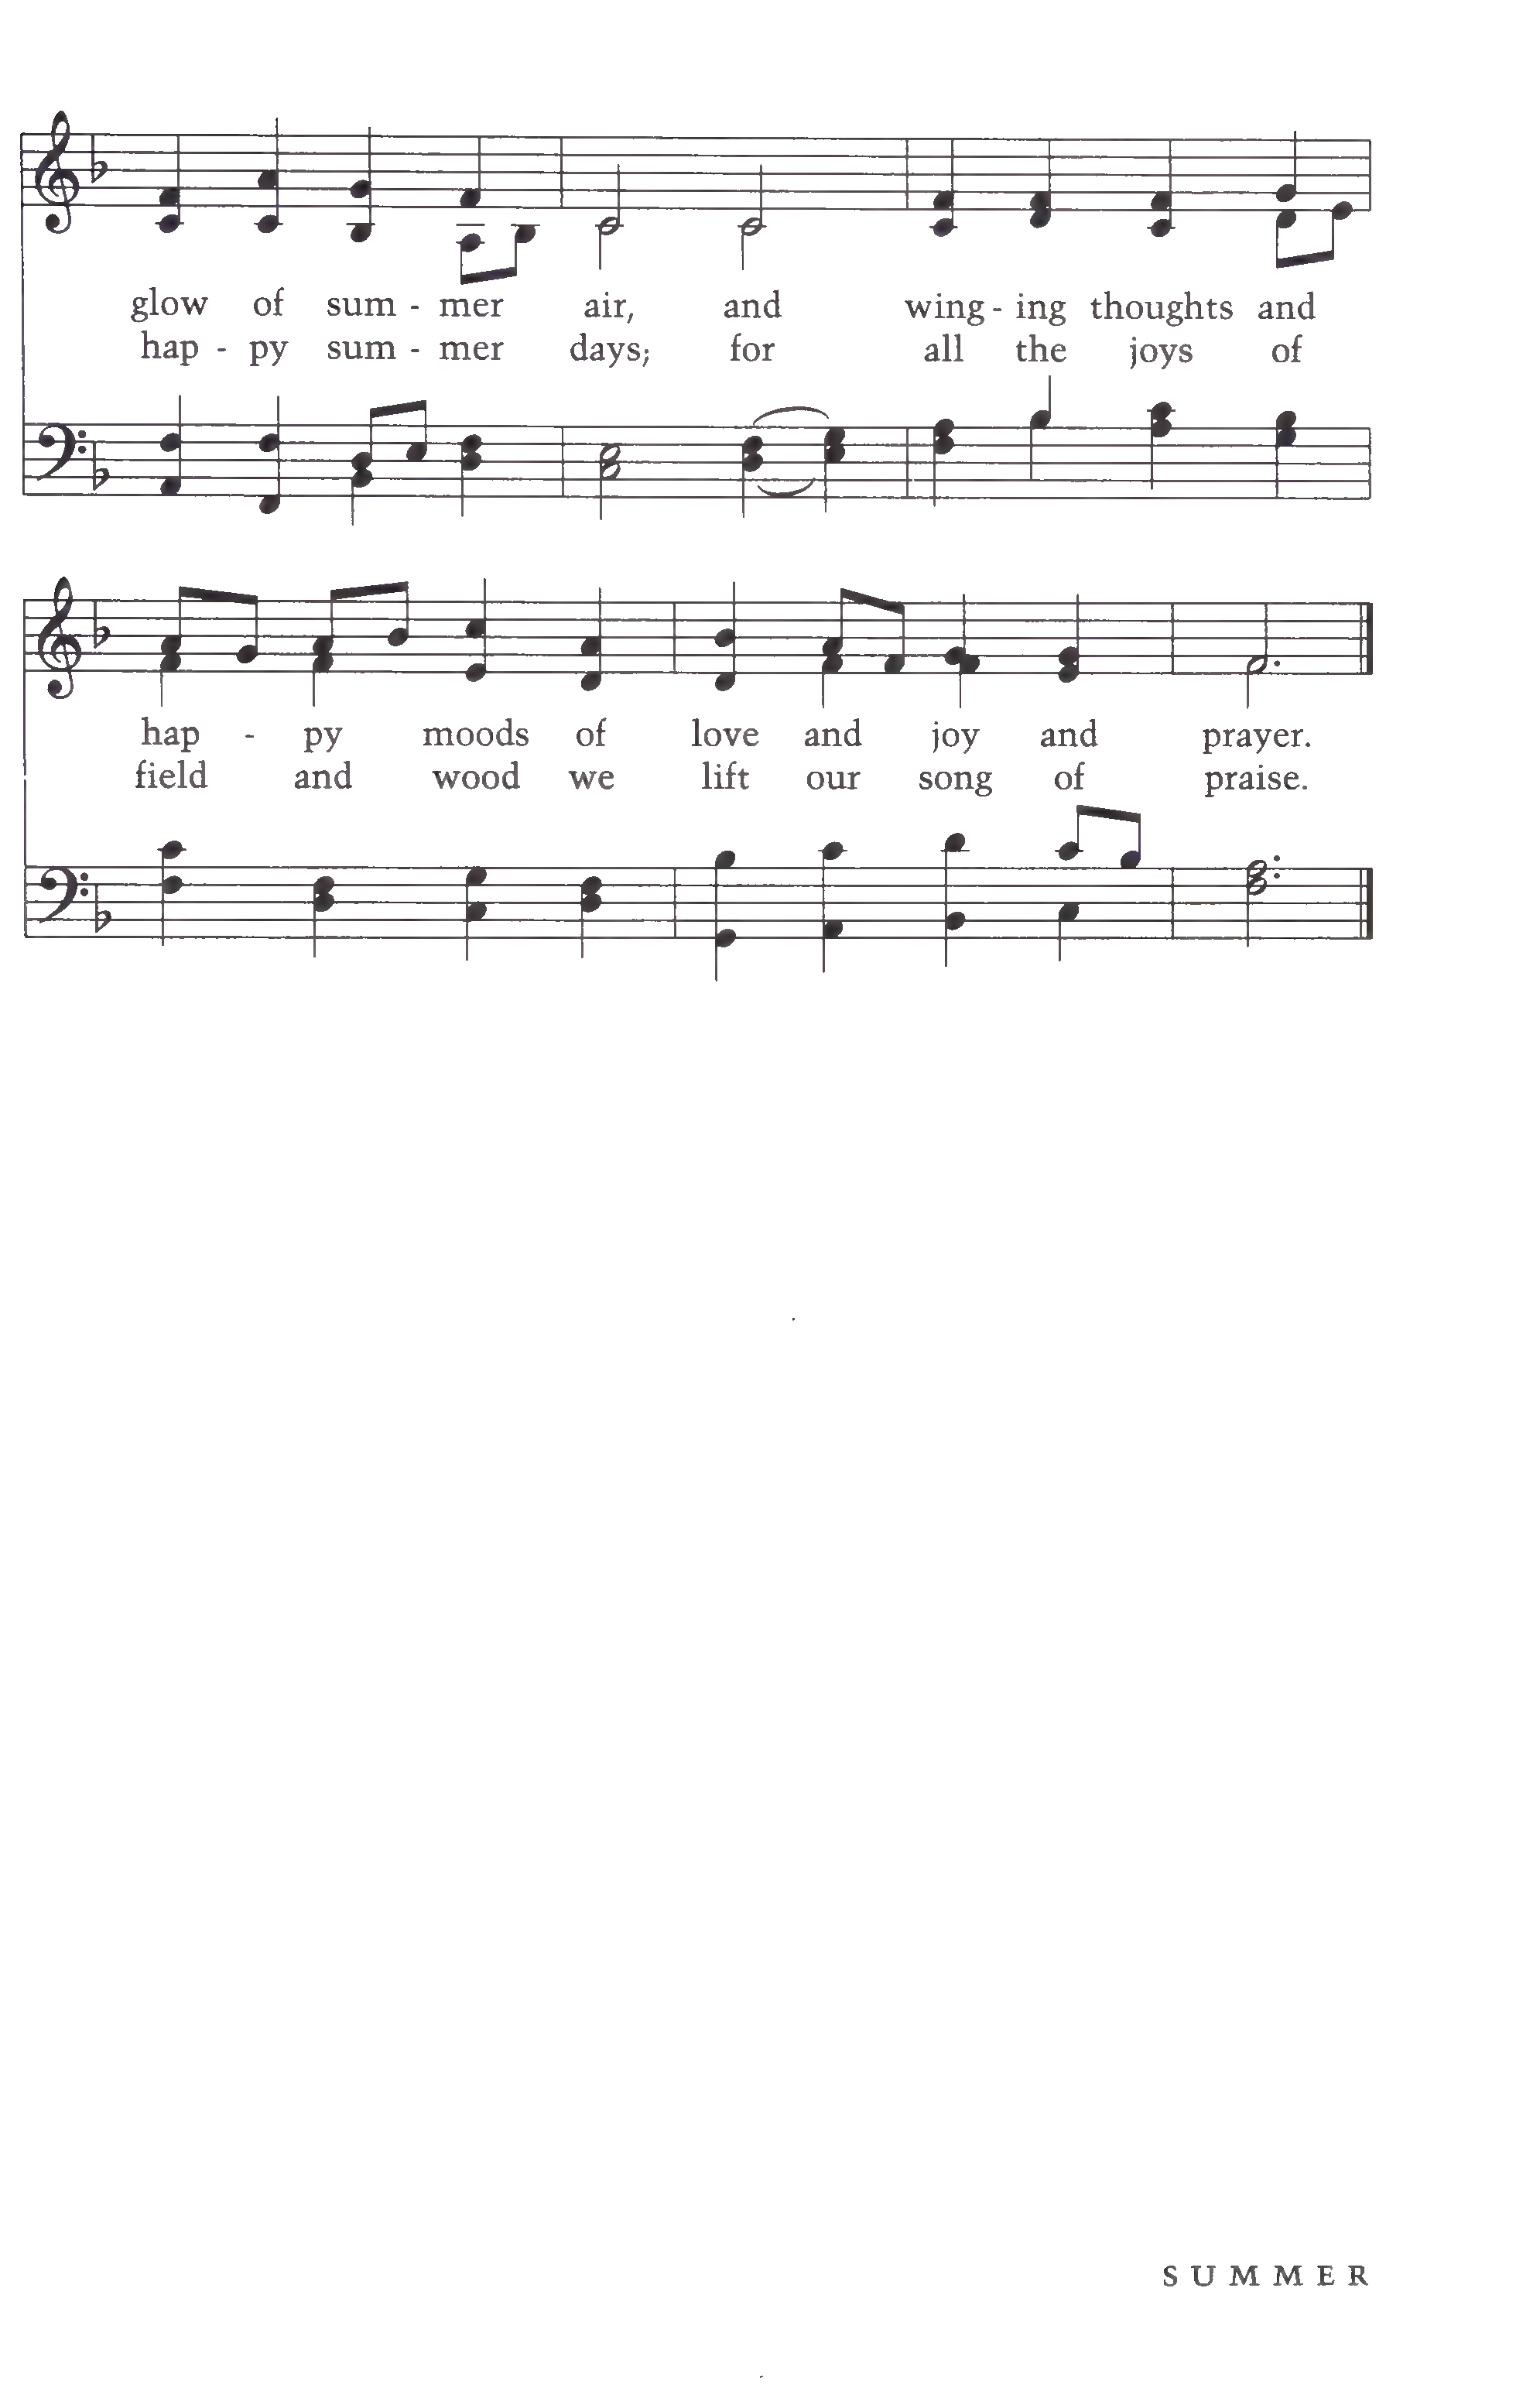 glow of sum - mer air, and wing - ing thoughts and
hap - py sum - mer days; for all the joys of
hap - py moods of love and joy and prayer.
field and wood we lift our song of praise.
SUMMER